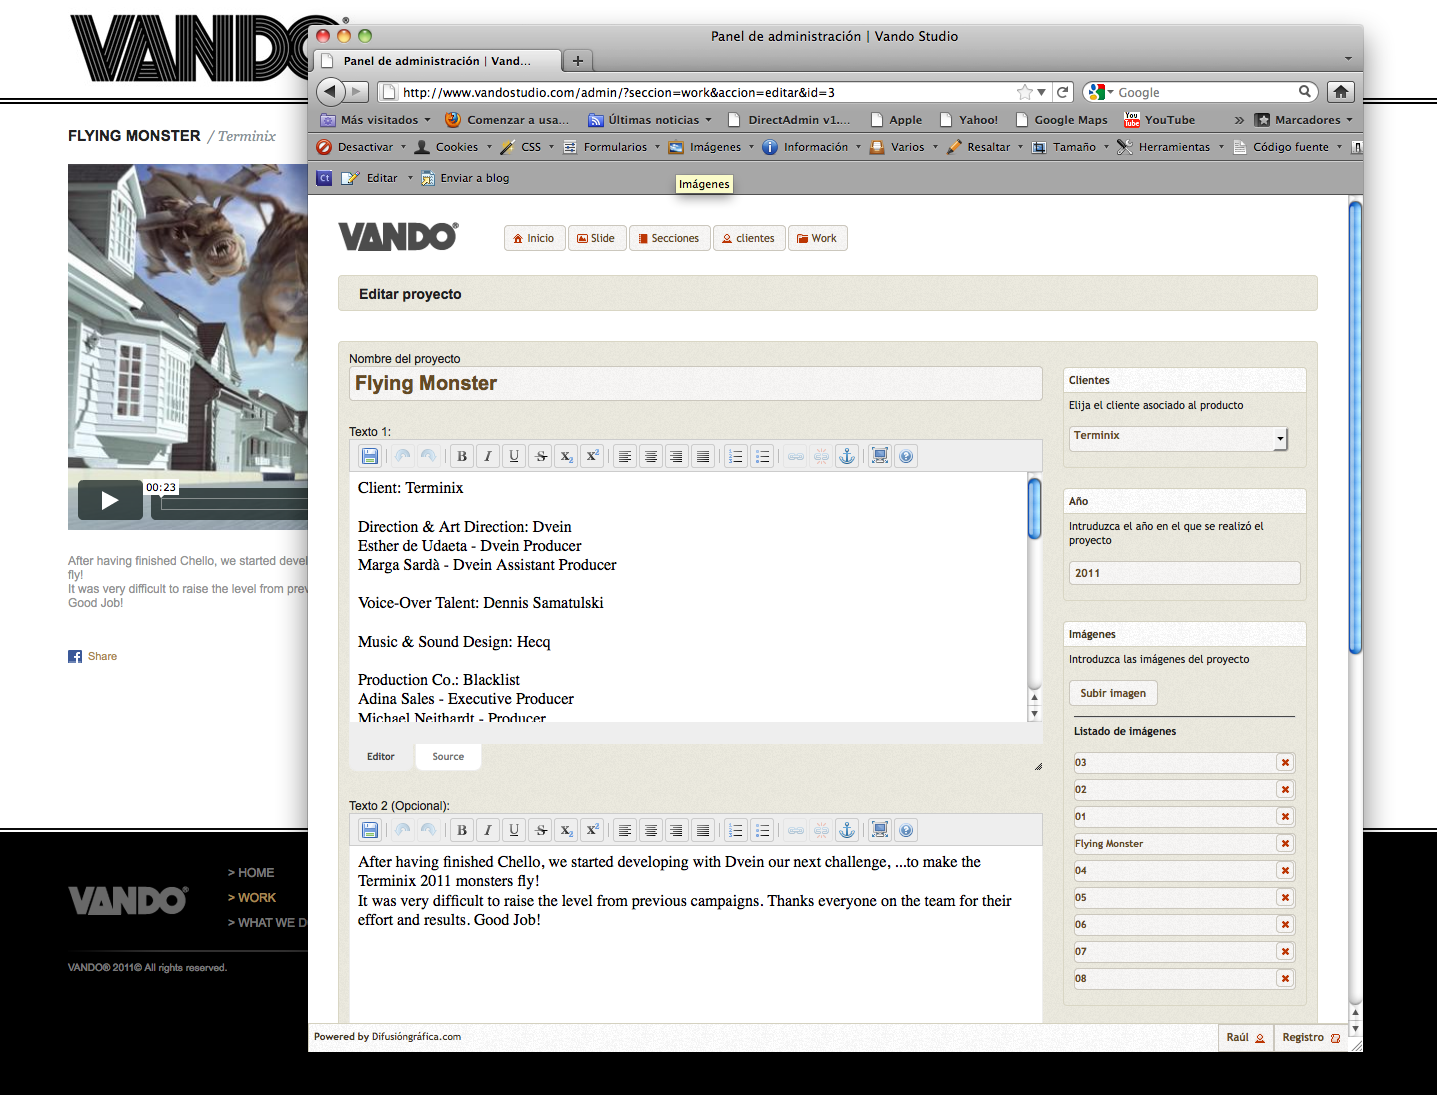 VANDO®
FLYING MONSTER / Terminix
00:23
After having finished Chello, we started devel
fly!
It was very difficult to raise the level from prev
Good Job!
Share
VANDO®
> HOME
> WORK
> WHAT WE D
VANDO® 2011© All rights reserved.
Panel de administración | Vando Studio
Panel de administración | Vand...
http://www.vandostudio.com/admin/?seccion=work&accion=editar&id=3
Google
Más visitados
Comenzar a usa...
Últimas noticias
DirectAdmin v1....
Apple
Yahoo!
Google Maps
You Tube
YouTube
»
Marcadores
Desactivar
Cookies
CSS
Formularios
Imágenes
Información
Varios
Resaltar
Tamaño
Herramientas
Código fuente
Ct
Editar
Enviar a blog
Imágenes
VANDO®
Inicio
Slide
Secciones
clientes
Work
Editar proyecto
Nombre del proyecto
Flying Monster
Texto 1:
B I U S x₂ x²
Client: Terminix
Direction & Art Direction: Dvein
Esther de Udaeta - Dvein Producer
Marga Sardà - Dvein Assistant Producer
Voice-Over Talent: Dennis Samatulski
Music & Sound Design: Hecq
Production Co.: Blacklist
Adina Sales - Executive Producer
Michael Neithardt - Producer
Editor
Source
Texto 2 (Opcional):
B I U S x₂ x²
After having finished Chello, we started developing with Dvein our next challenge, ...to make the
Terminix 2011 monsters fly!
It was very difficult to raise the level from previous campaigns. Thanks everyone on the team for their
effort and results. Good Job!
Clientes
Elija el cliente asociado al producto
Terminix
Año
Intruduzca el año en el que se realizó el
proyecto
2011
Imágenes
Introduzca las imágenes del proyecto
Subir imagen
Listado de imágenes
03
02
01
Flying Monster
04
05
06
07
08
Powered by Difusióngráfica.com
Raúl
Registro